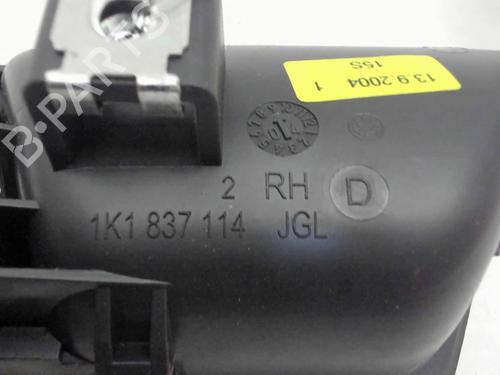 13.9.2004 1
15S
2 RH D
1K1 837 114 JGL
B-PARTS